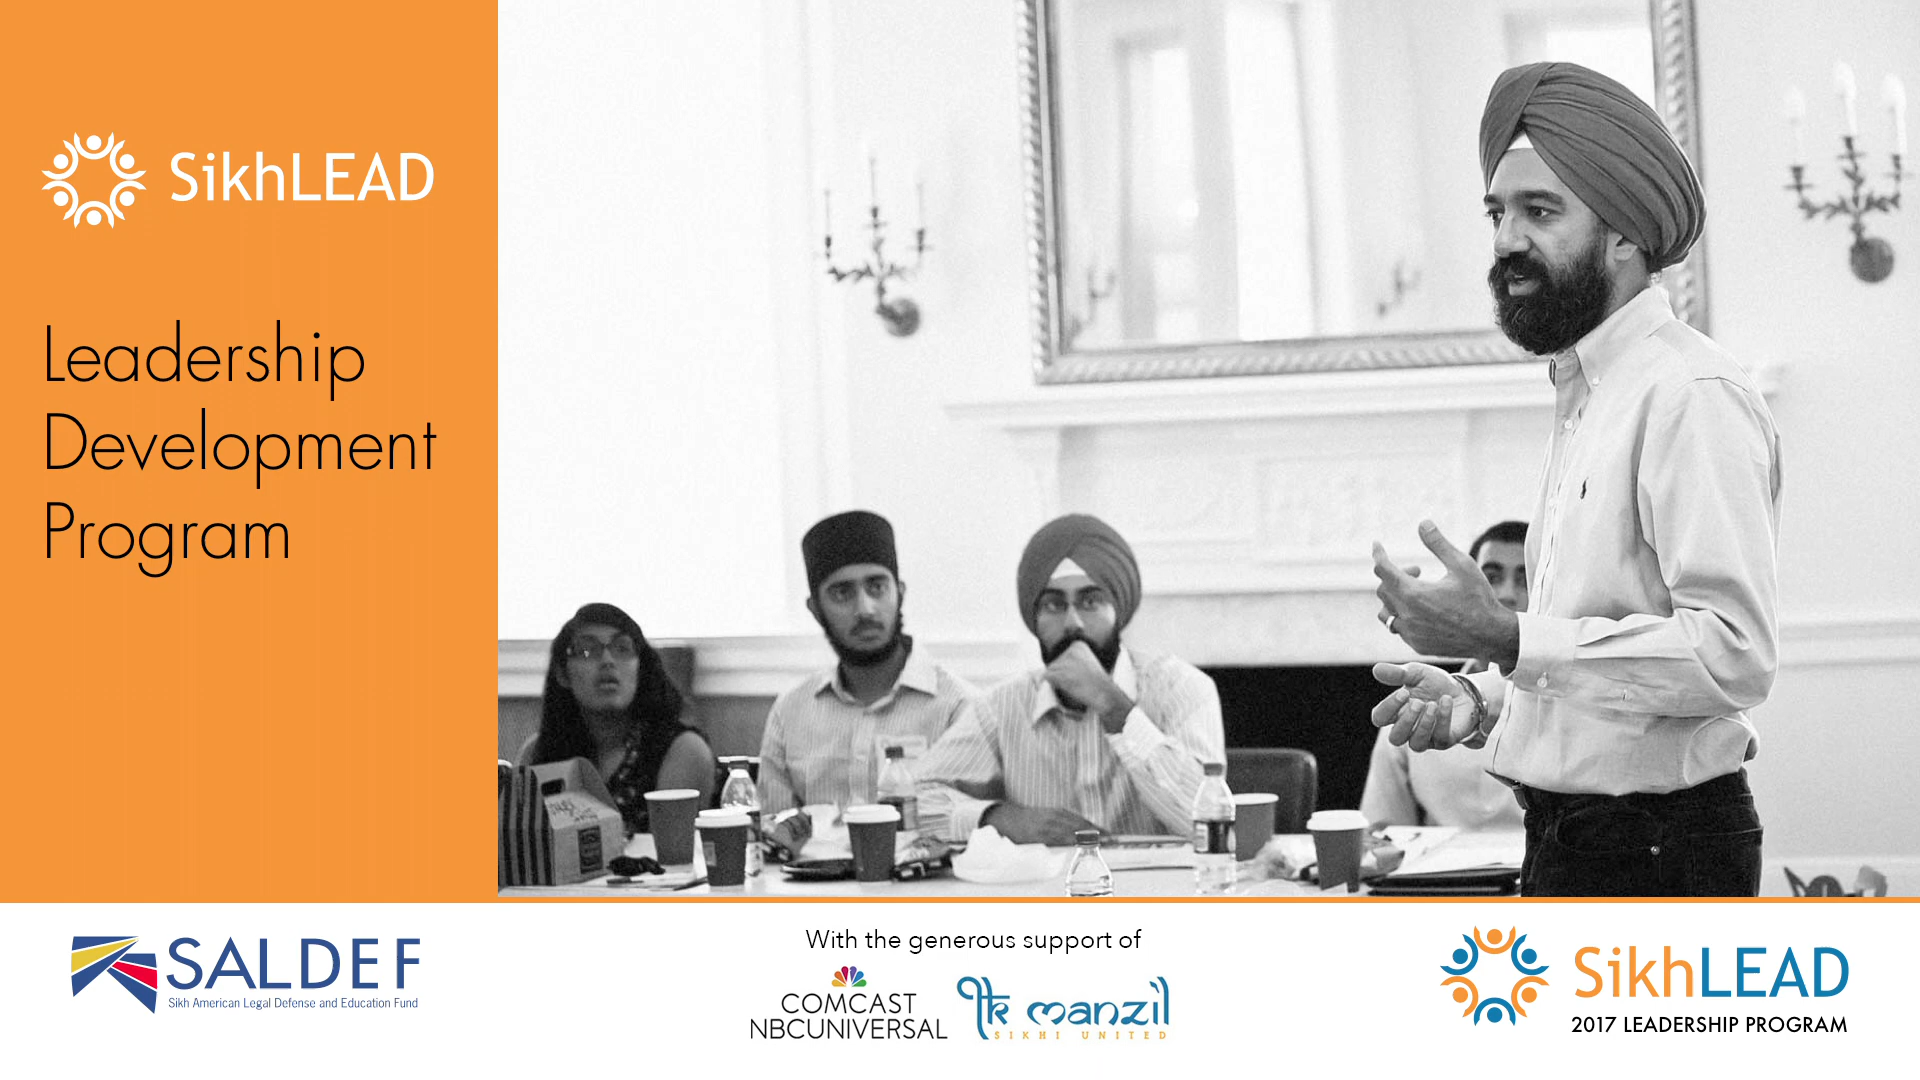 SikhLEAD
Leadership
Development
Program
SALDEF
Sikh American Legal Defense and Education Fund
With the generous support of
COMCAST
NBCUNIVERSAL
manzil
SIKHI UNITED
SikhLEAD
2017 LEADERSHIP PROGRAM